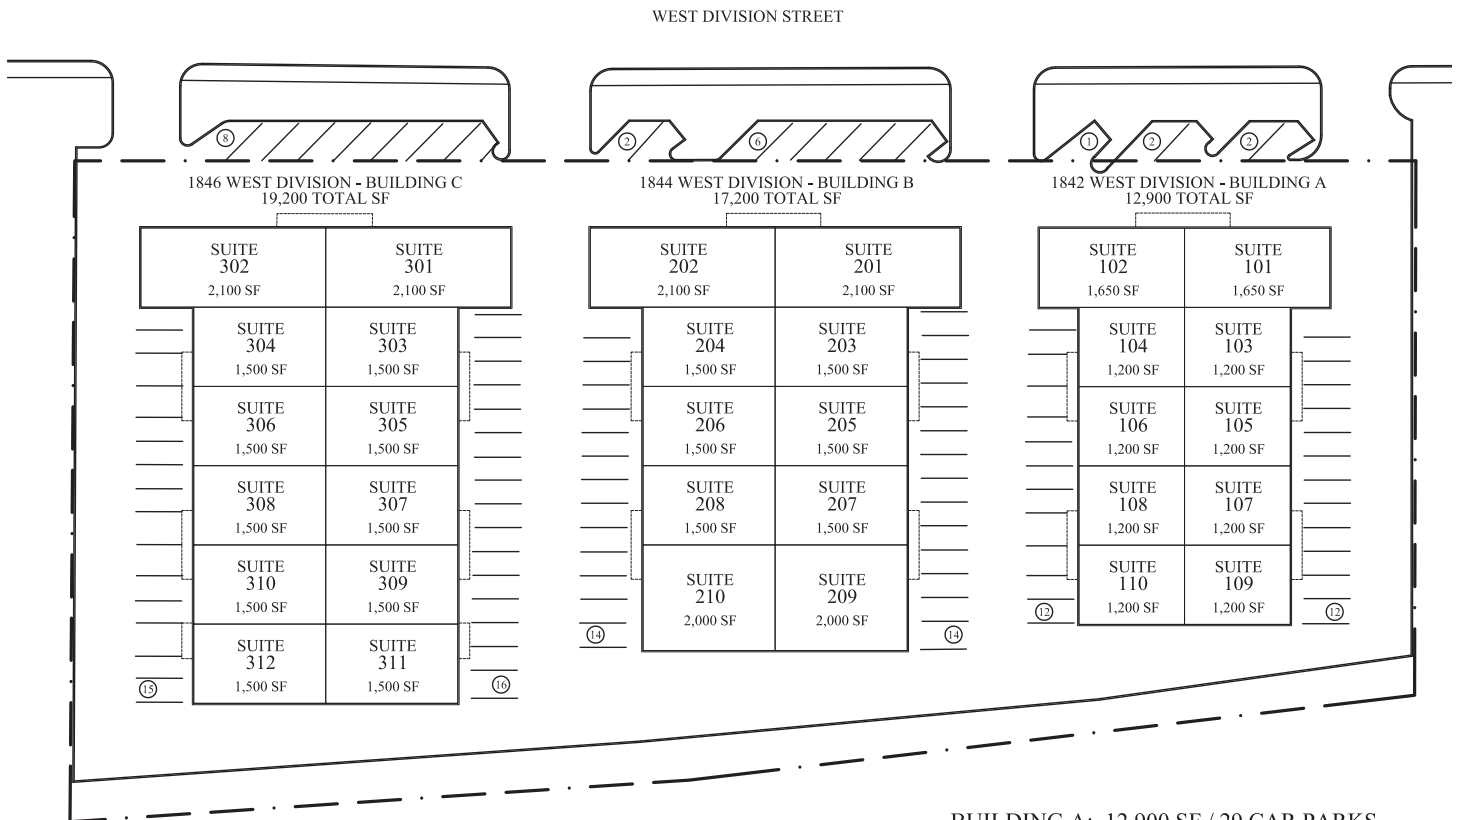 WEST DIVISION STREET
8
2
6
1
2
2
1846 WEST DIVISION - BUILDING C
19,200 TOTAL SF
1844 WEST DIVISION - BUILDING B
17,200 TOTAL SF
1842 WEST DIVISION - BUILDING A
12,900 TOTAL SF
SUITE
302
2,100 SF
SUITE
301
2,100 SF
SUITE
304
1,500 SF
SUITE
303
1,500 SF
SUITE
306
1,500 SF
SUITE
305
1,500 SF
SUITE
308
1,500 SF
SUITE
307
1,500 SF
SUITE
310
1,500 SF
SUITE
309
1,500 SF
SUITE
312
1,500 SF
SUITE
311
1,500 SF
15
16
SUITE
202
2,100 SF
SUITE
201
2,100 SF
SUITE
204
1,500 SF
SUITE
203
1,500 SF
SUITE
206
1,500 SF
SUITE
205
1,500 SF
SUITE
208
1,500 SF
SUITE
207
1,500 SF
SUITE
210
2,000 SF
SUITE
209
2,000 SF
14
14
SUITE
102
1,650 SF
SUITE
101
1,650 SF
SUITE
104
1,200 SF
SUITE
103
1,200 SF
SUITE
106
1,200 SF
SUITE
105
1,200 SF
SUITE
108
1,200 SF
SUITE
107
1,200 SF
SUITE
110
1,200 SF
SUITE
109
1,200 SF
12
12
BUILDING A: 12,900 SF / 29 CAR PARKS